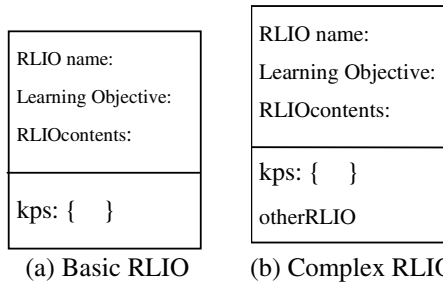 RLIO name:
Learning Objective:
RLIOcontents:
kps: { }
(a) Basic RLIO
RLIO name:
Learning Objective:
RLIOcontents:
kps: { }
otherRLIO
(b) Complex RLIO